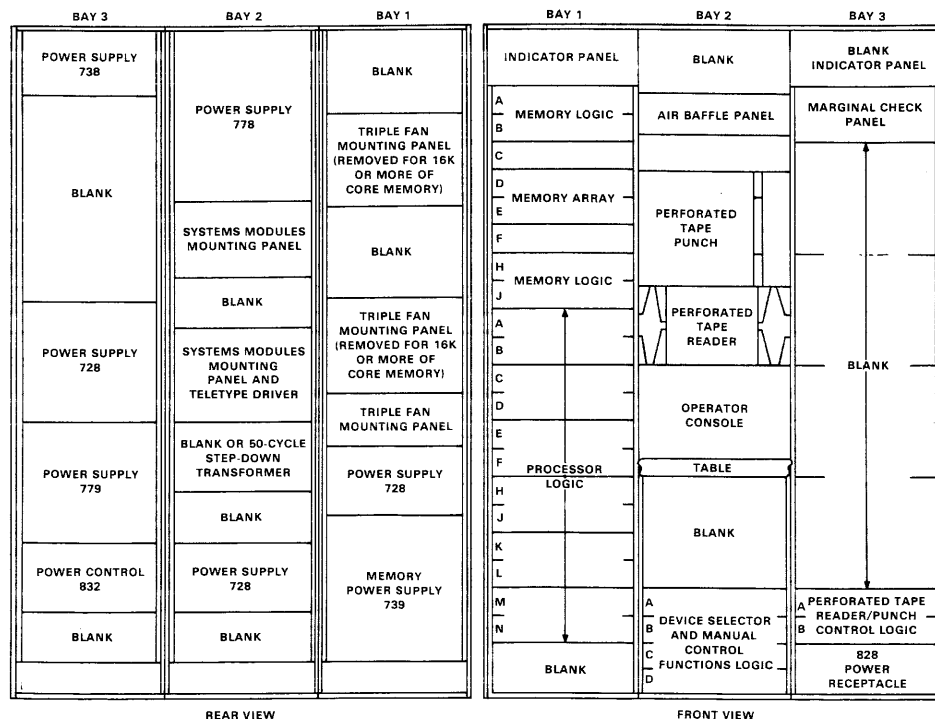 BAY 3
BAY 2
BAY 1
POWER SUPPLY
738
BLANK
POWER SUPPLY
728
POWER SUPPLY
779
POWER CONTROL
832
BLANK
POWER SUPPLY
778
SYSTEMS MODULES
MOUNTING PANEL
BLANK
SYSTEMS MODULES
MOUNTING
PANEL AND
TELETYPE DRIVER
BLANK OR 50-CYCLE
STEP-DOWN
TRANSFORMER
BLANK
POWER SUPPLY
728
BLANK
BLANK
TRIPLE FAN
MOUNTING PANEL
(REMOVED FOR 16K
OR MORE OF
CORE MEMORY)
BLANK
TRIPLE FAN
MOUNTING PANEL
(REMOVED FOR 16K
OR MORE OF
CORE MEMORY)
TRIPLE FAN
MOUNTING PANEL
POWER SUPPLY
728
MEMORY
POWER SUPPLY
739
REAR VIEW
BAY 1
BAY 2
BAY 3
INDICATOR PANEL
A
MEMORY LOGIC
B
C
D
MEMORY ARRAY
E
F
H
MEMORY LOGIC
J
A
B
C
D
E
F
PROCESSOR
LOGIC
H
J
K
L
M
N
BLANK
BLANK
AIR BAFFLE PANEL
PERFORATED
TAPE
PUNCH
PERFORATED
TAPE
READER
OPERATOR
CONSOLE
TABLE
BLANK
A
B
C
D
DEVICE SELECTOR
AND MANUAL
CONTROL
FUNCTIONS LOGIC
BLANK
INDICATOR PANEL
MARGINAL CHECK
PANEL
BLANK
A
B
PERFORATED TAPE
READER/PUNCH
CONTROL LOGIC
828
POWER
RECEPTACLE
FRONT VIEW